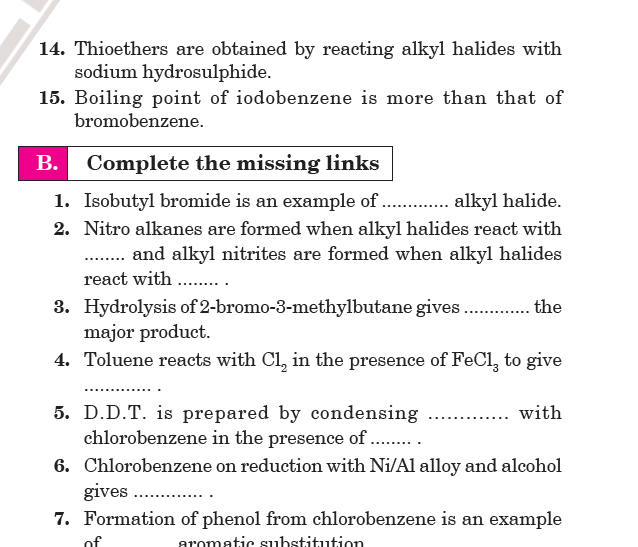 14. Thioethers are obtained by reacting alkyl halides with
sodium hydrosulphide.
15. Boiling point of iodobenzene is more than that of
bromobenzene.
B. Complete the missing links
1. Isobutyl bromide is an example of ............. alkyl halide.
2. Nitro alkanes are formed when alkyl halides react with
........ and alkyl nitrites are formed when alkyl halides
react with ........ .
3. Hydrolysis of 2-bromo-3-methylbutane gives ............. the
major product.
4. Toluene reacts with Cl₂ in the presence of FeCl₃ to give
............. .
5. D.D.T. is prepared by condensing ............. with
chlorobenzene in the presence of ........ .
6. Chlorobenzene on reduction with Ni/Al alloy and alcohol
gives ............. .
7. Formation of phenol from chlorobenzene is an example
of aromatic substitution